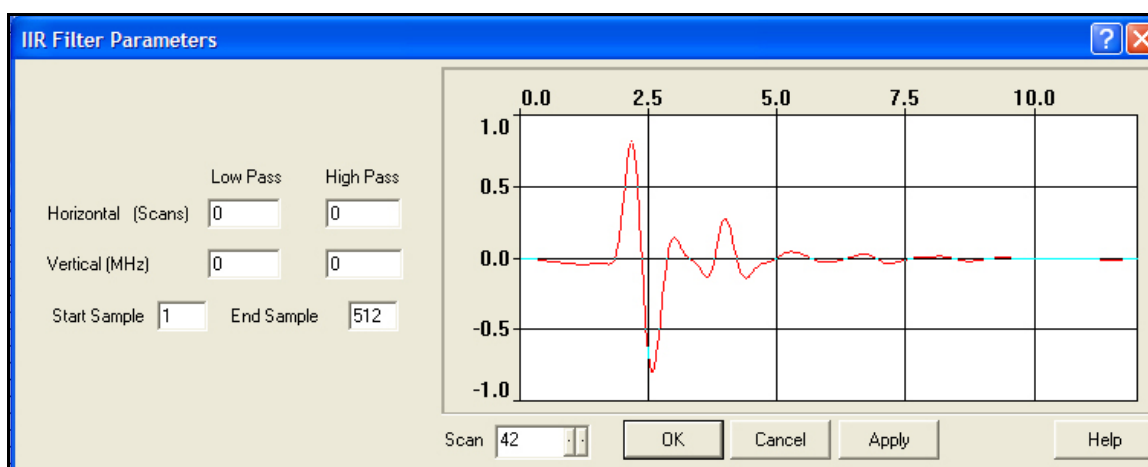 IIR Filter Parameters
?
0.0 2.5 5.0 7.5 10.0
1.0
0.5
0.0
-0.5
-1.0
Low Pass High Pass
Horizontal (Scans) 0 0
Vertical (MHz) 0 0
Start Sample 1 End Sample 512
Scan 42 OK Cancel Apply Help